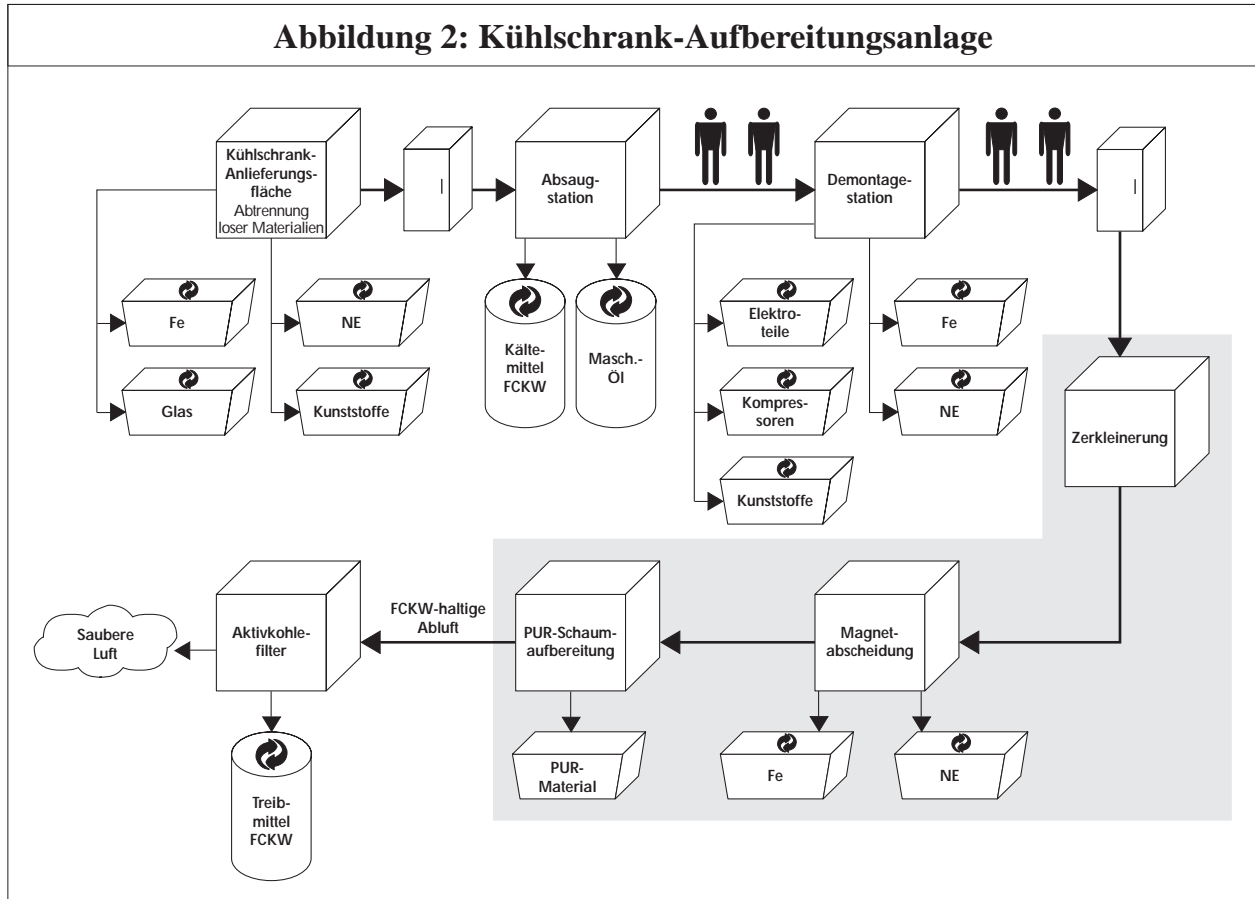 Abbildung 2: Kühlschrank-Aufbereitungsanlage
Kühlschrank-
Anlieferungs-
fläche
Abtrennung
loser Materialien
Absaug-
station
Demontage-
station
Fe
NE
Glas
Kunststoffe
Kälte-
mittel
FCKW
Masch.-
Öl
Elektro-
teile
Fe
Kompres-
soren
NE
Kunststoffe
Zerkleinerung
Saubere
Luft
Aktivkohle-
filter
FCKW-haltige
Abluft
PUR-Schaum-
aufbereitung
Magnet-
abscheidung
Treib-
mittel
FCKW
PUR-
Material
Fe
NE